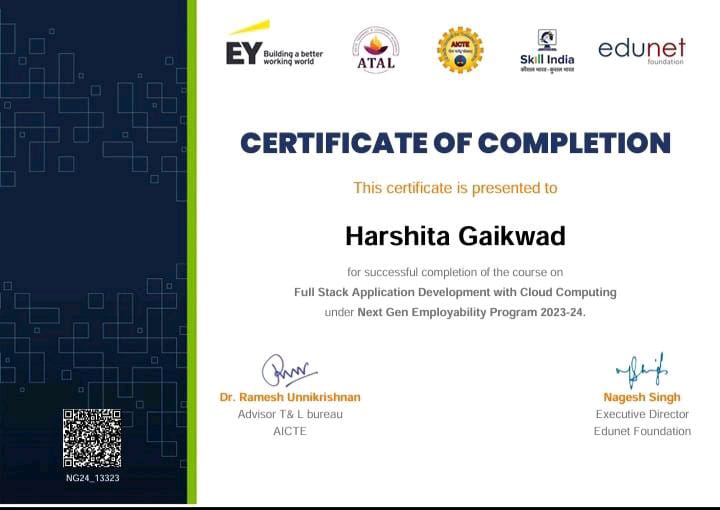 EY Building a better
working world
ATAL
AICTE
Skill India
कौशल भारत - कुशल भारत
edunet
foundation
CERTIFICATE OF COMPLETION
This certificate is presented to
Harshita Gaikwad
for successful completion of the course on
Full Stack Application Development with Cloud Computing
under Next Gen Employability Program 2023-24.
Dr. Ramesh Unnikrishnan
Advisor T& L bureau
AICTE
Nagesh Singh
Executive Director
Edunet Foundation
NG24_13323